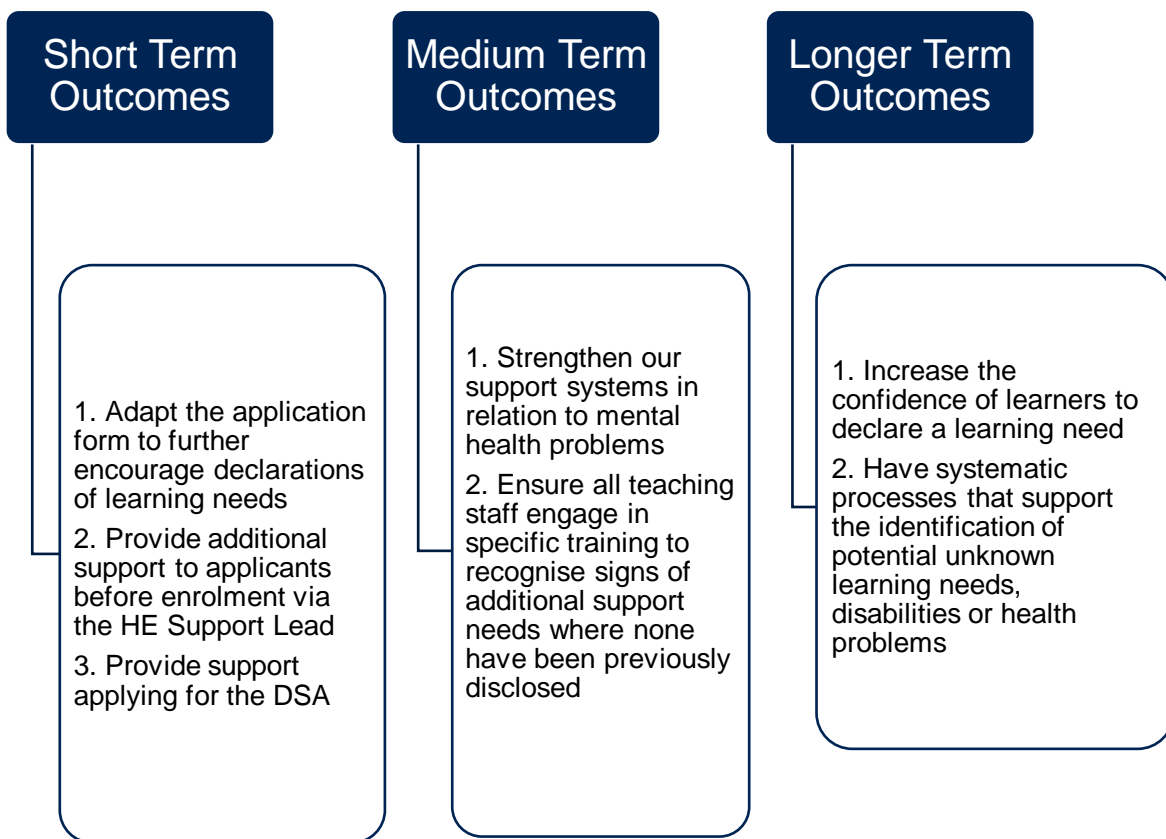 Short Term
Outcomes
1. Adapt the application
form to further
encourage declarations
of learning needs
2. Provide additional
support to applicants
before enrolment via
the HE Support Lead
3. Provide support
applying for the DSA
Medium Term
Outcomes
1. Strengthen our
support systems in
relation to mental
health problems
2. Ensure all teaching
staff engage in
specific training to
recognise signs of
additional support
needs where none
have been previously
disclosed
Longer Term
Outcomes
1. Increase the
confidence of learners to
declare a learning need
2. Have systematic
processes that support
the identification of
potential unknown
learning needs,
disabilities or health
problems